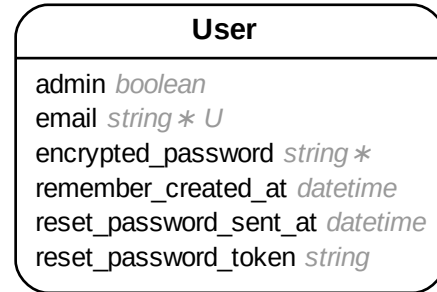 User
admin boolean
email string ∗ U
encrypted_password string ∗
remember_created_at datetime
reset_password_sent_at datetime
reset_password_token string